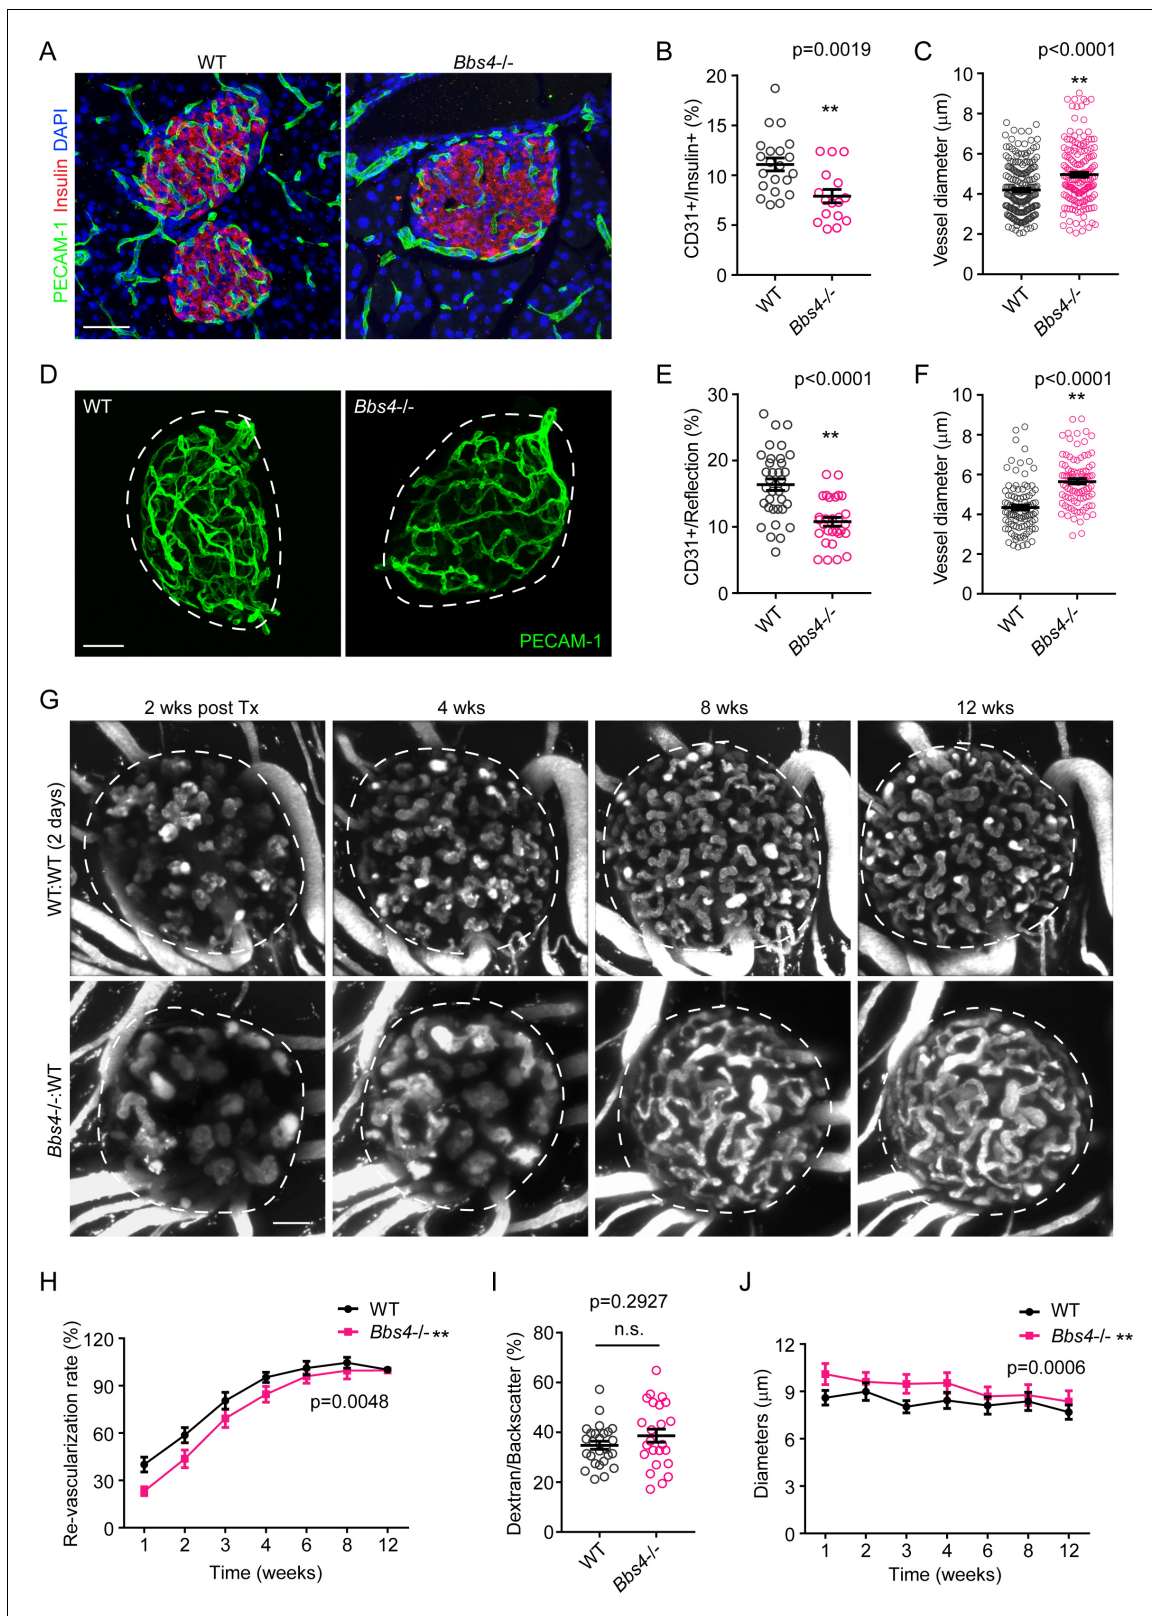 A
WT
Bbs4-/-
PECAM-1 Insulin DAPI
B
p=0.0019
**
CD31+/Insulin+ (%)
20
15
10
5
0
WT
Bbs4-/-
C
p<0.0001
**
Vessel diameter (μm)
10
8
6
4
2
0
WT
Bbs4-/-
D
WT
Bbs4-/-
PECAM-1
E
p<0.0001
**
CD31+/Reflection (%)
30
20
10
0
WT
Bbs4-/-
F
p<0.0001
**
Vessel diameter (μm)
10
8
6
4
2
0
WT
Bbs4-/-
G
2 wks post Tx
4 wks
8 wks
12 wks
WT:WT (2 days)
Bbs4-/-:WT
H
WT
Bbs4-/- **
p=0.0048
Re-vascularization rate (%)
120
90
60
30
0
1 2 3 4 6 8 12
Time (weeks)
I
p=0.2927
n.s.
Dextran/Backscatter (%)
80
60
40
20
0
WT
Bbs4-/-
J
WT
Bbs4-/- **
p=0.0006
Diameters (μm)
12
9
6
3
0
1 2 3 4 6 8 12
Time (weeks)